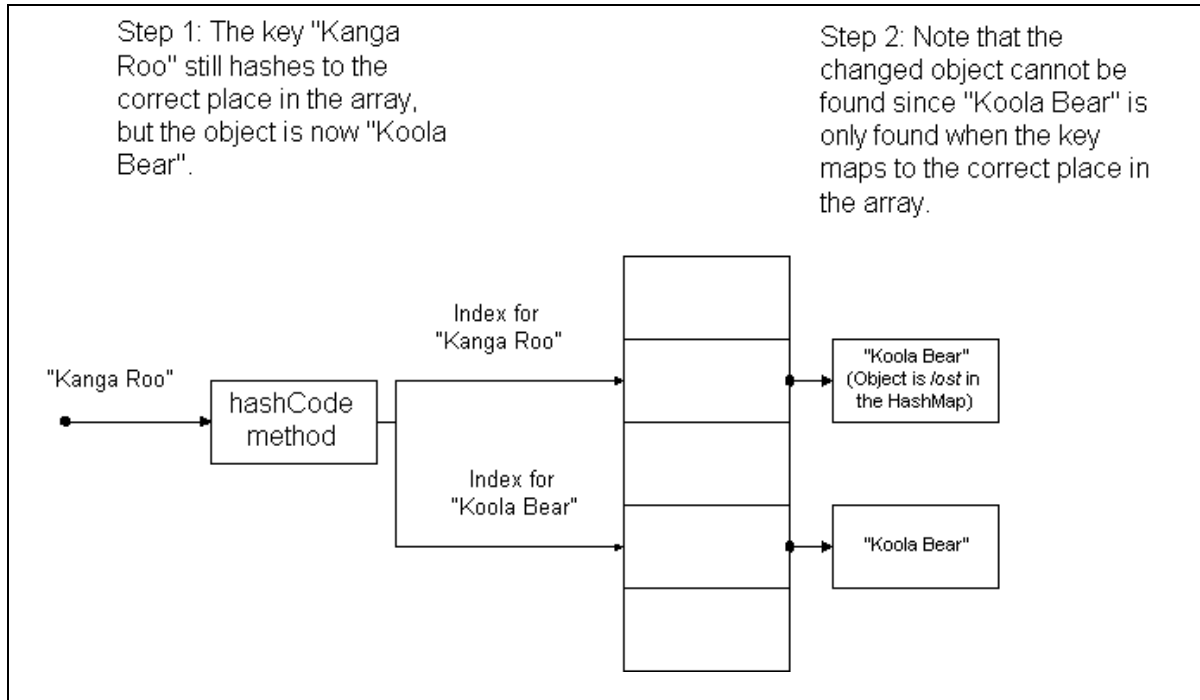 Step 1: The key "Kanga
Roo" still hashes to the
correct place in the array,
but the object is now "Koola
Bear".
Step 2: Note that the
changed object cannot be
found since "Koola Bear" is
only found when the key
maps to the correct place in
the array.
"Kanga Roo"
hashCode
method
Index for
"Kanga Roo"
Index for
"Koola Bear"
"Koola Bear"
(Object is lost in
the HashMap)
"Koola Bear"